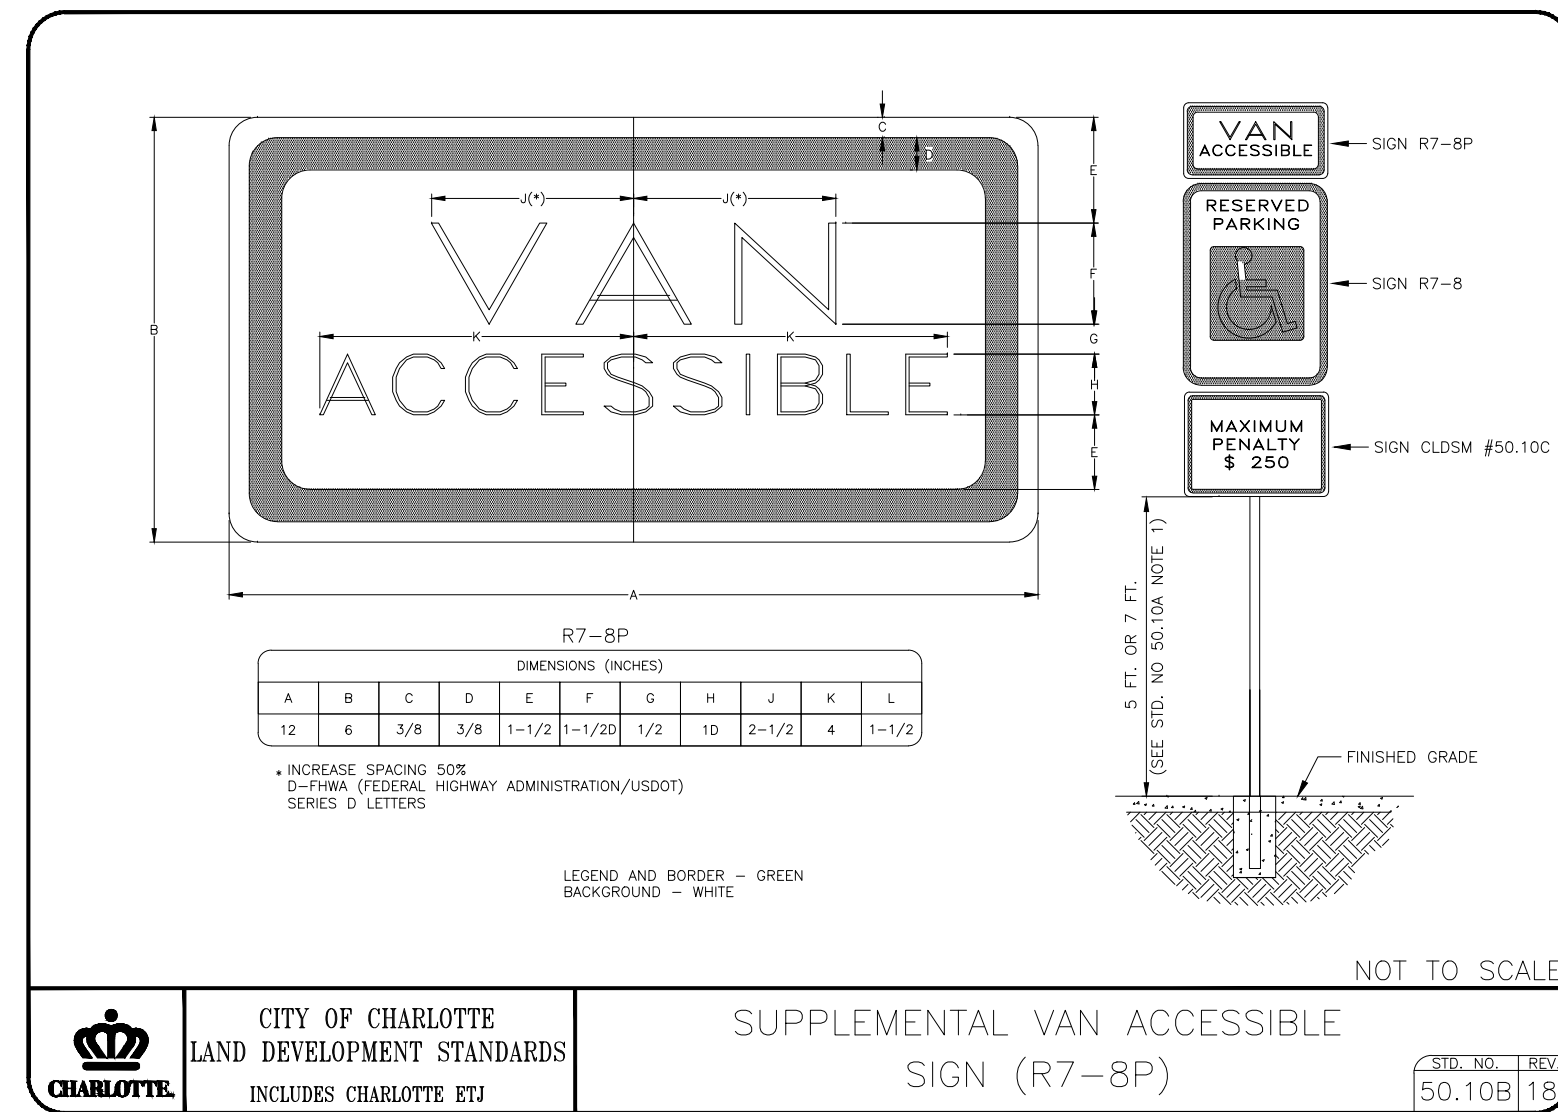 C
D
E
J(*)
J(*)
F
B
K
K
G
VAN
ACCESSIBLE
H
E
A
R7-8P
DIMENSIONS (INCHES)
A B C D E F G H J K L
12 6 3/8 3/8 1-1/2 1-1/2D 1/2 1D 2-1/2 4 1-1/2
* INCREASE SPACING 50%
D-FHWA (FEDERAL HIGHWAY ADMINISTRATION/USDOT)
SERIES D LETTERS
LEGEND AND BORDER - GREEN
BACKGROUND - WHITE
VAN
ACCESSIBLE
SIGN R7-8P
RESERVED
PARKING
SIGN R7-8
MAXIMUM
PENALTY
$ 250
SIGN CLDSM #50.10C
5 FT. OR 7 FT.
(SEE STD. NO 50.10A NOTE 1)
FINISHED GRADE
NOT TO SCALE
CHARLOTTE.
CITY OF CHARLOTTE
LAND DEVELOPMENT STANDARDS
INCLUDES CHARLOTTE ETJ
SUPPLEMENTAL VAN ACCESSIBLE
SIGN (R7-8P)
STD. NO. REV.
50.10B 18